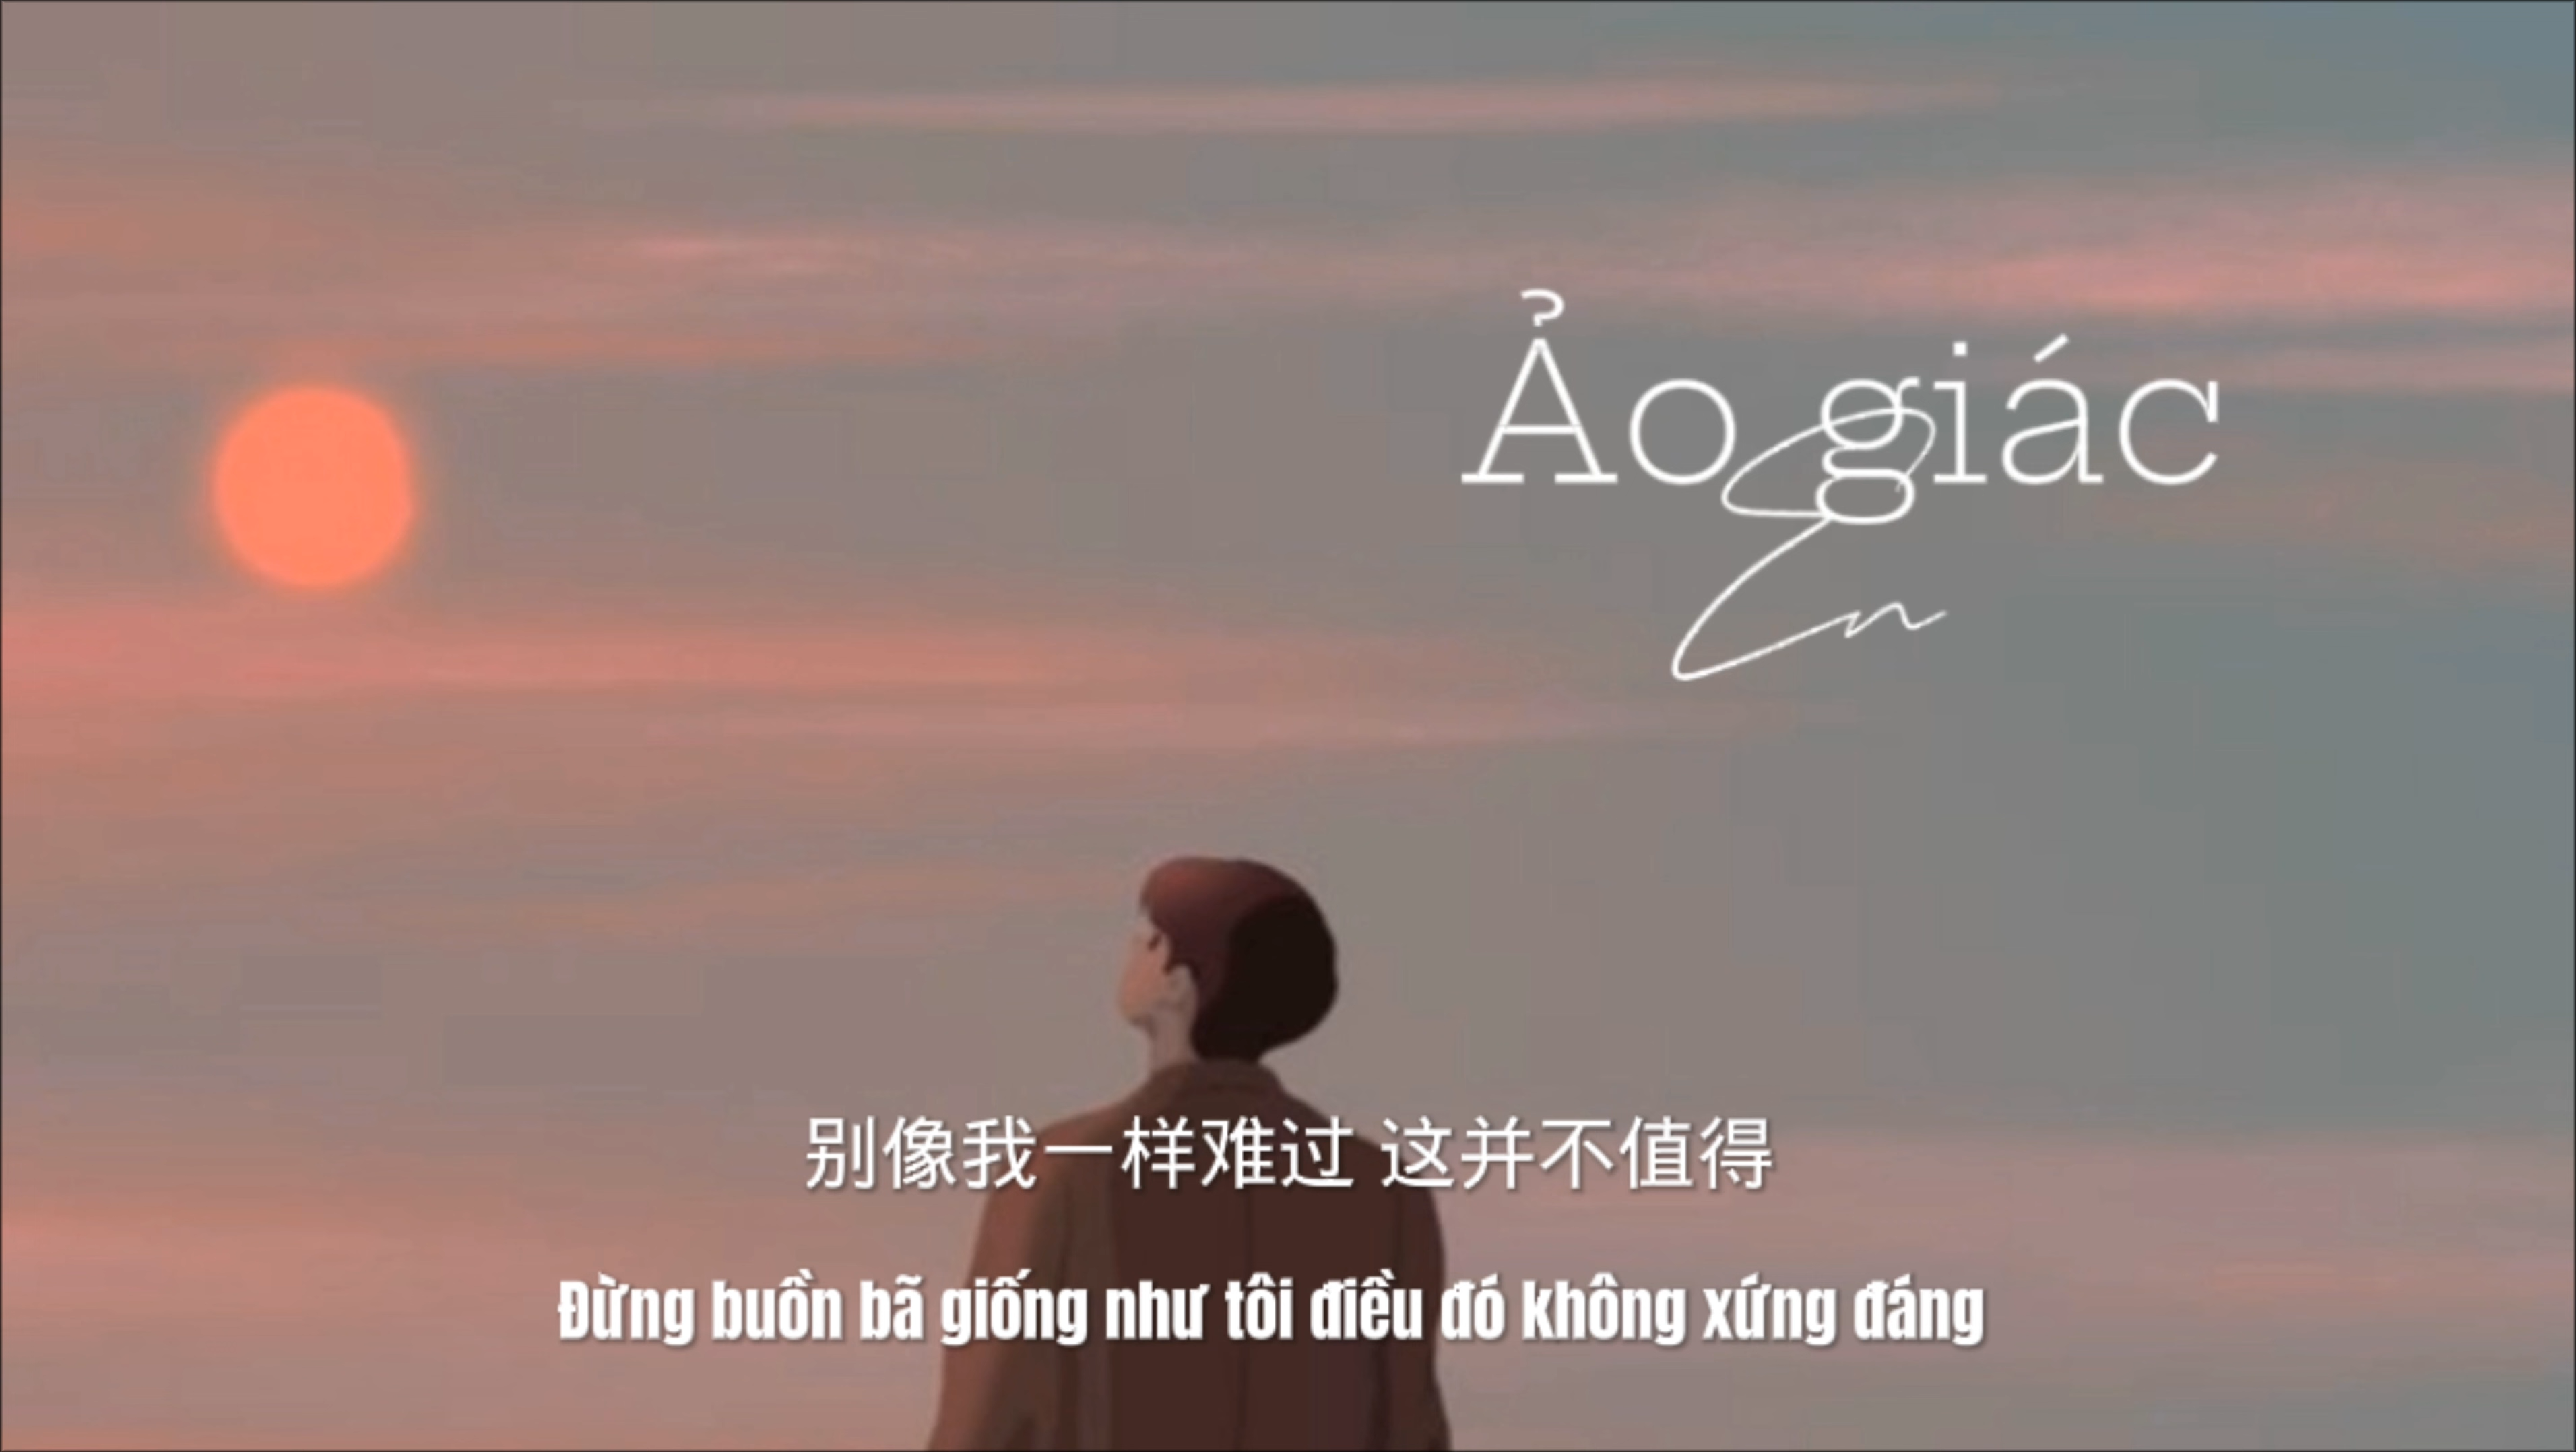 Ảo giác
别像我一样难过 这并不值得
Đừng buồn bã giống như tôi điều đó không xứng đáng